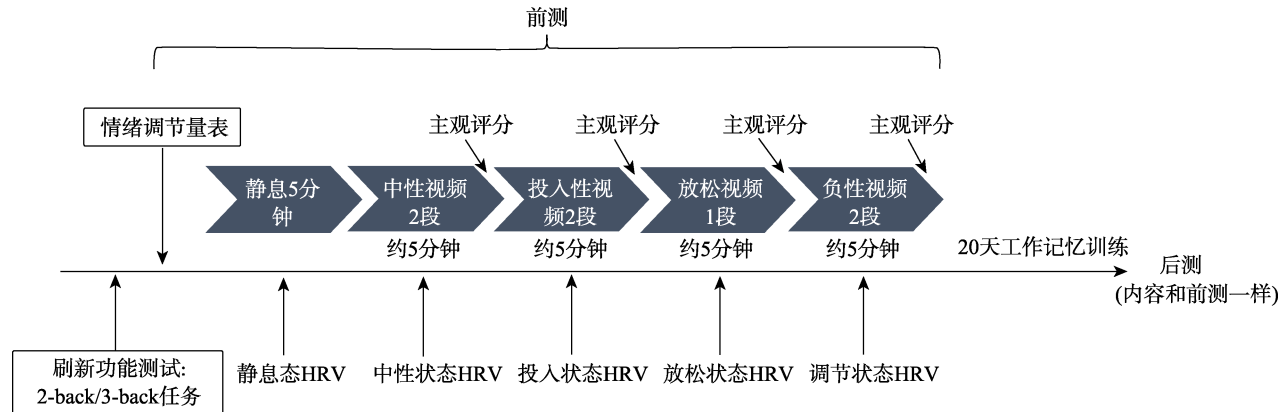 前测
情绪调节量表
主观评分
主观评分
主观评分
主观评分
静息5分
钟
中性视频
2段
投入性视
频2段
放松视频
1段
负性视频
2段
约5分钟
约5分钟
约5分钟
约5分钟
20天工作记忆训练
后测
(内容和前测一样)
刷新功能测试:
2-back/3-back任务
静息态HRV
中性状态HRV
投入状态HRV
放松状态HRV
调节状态HRV